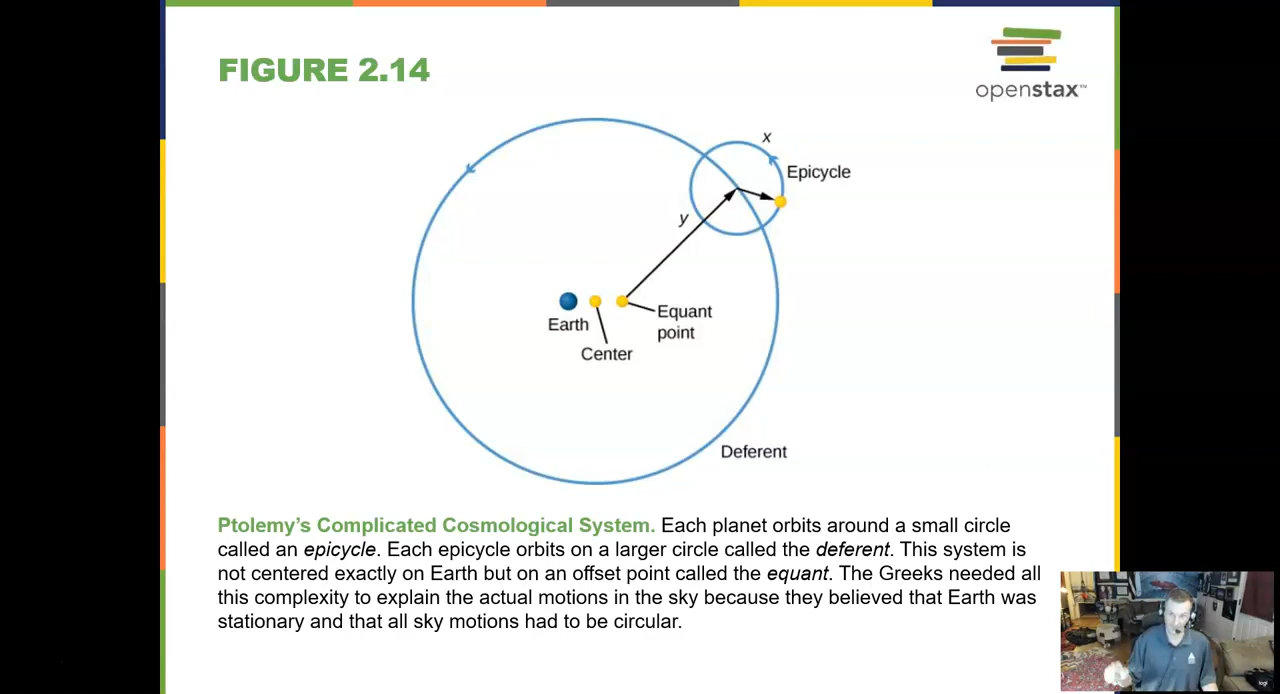 FIGURE 2.14
openstax™
x
Epicycle
y
Equant
point
Earth
Center
Deferent
Ptolemy’s Complicated Cosmological System. Each planet orbits around a small circle
called an epicycle. Each epicycle orbits on a larger circle called the deferent. This system is
not centered exactly on Earth but on an offset point called the equant. The Greeks needed all
this complexity to explain the actual motions in the sky because they believed that Earth was
stationary and that all sky motions had to be circular.
logi